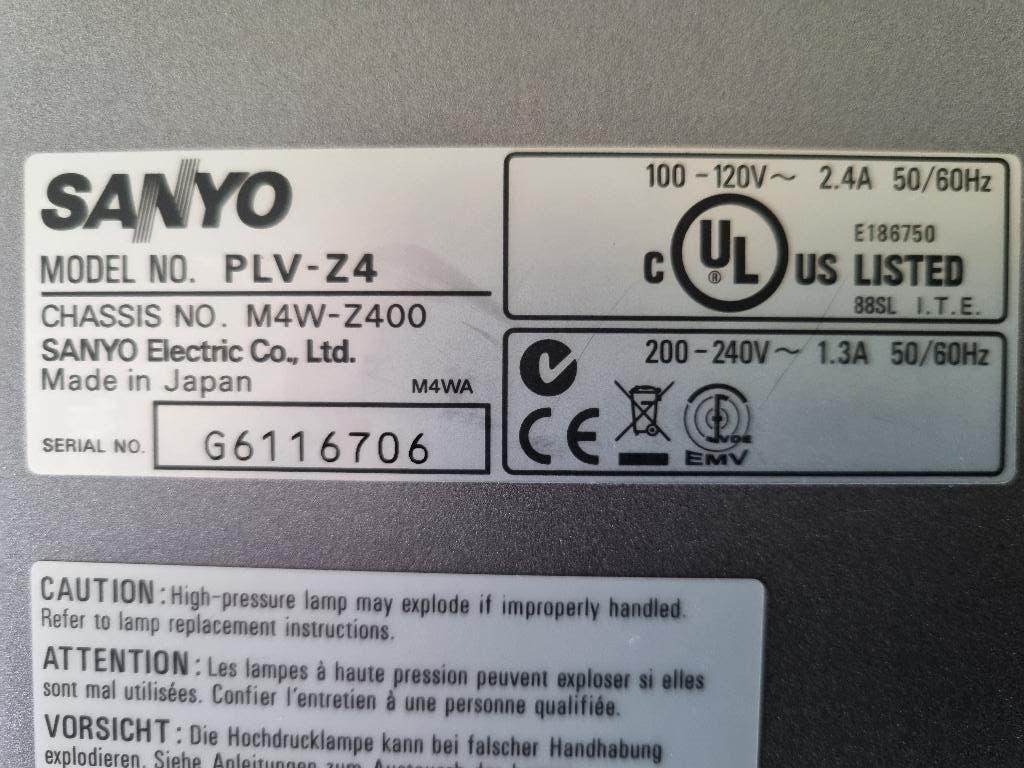 SANYO
MODEL NO. PLV-Z4
CHASSIS NO. M4W-Z400
SANYO Electric Co., Ltd.
Made in Japan M4WA
SERIAL NO. G6116706
100-120V～ 2.4A 50/60Hz
E186750
C UL ® US LISTED
88SL I.T.E.
200-240V～ 1.3A 50/60Hz
CE
VDE
EMV
CAUTION : High-pressure lamp may explode if improperly handled.
Refer to lamp replacement instructions.
ATTENTION : Les lampes à haute pression peuvent exploser si elles
sont mal utilisées. Confier l'entretien à une personne qualifiée.
VORSICHT : Die Hochdrucklampe kann bei falscher Handhabung
explodieren. Siehe Anleitungen zum